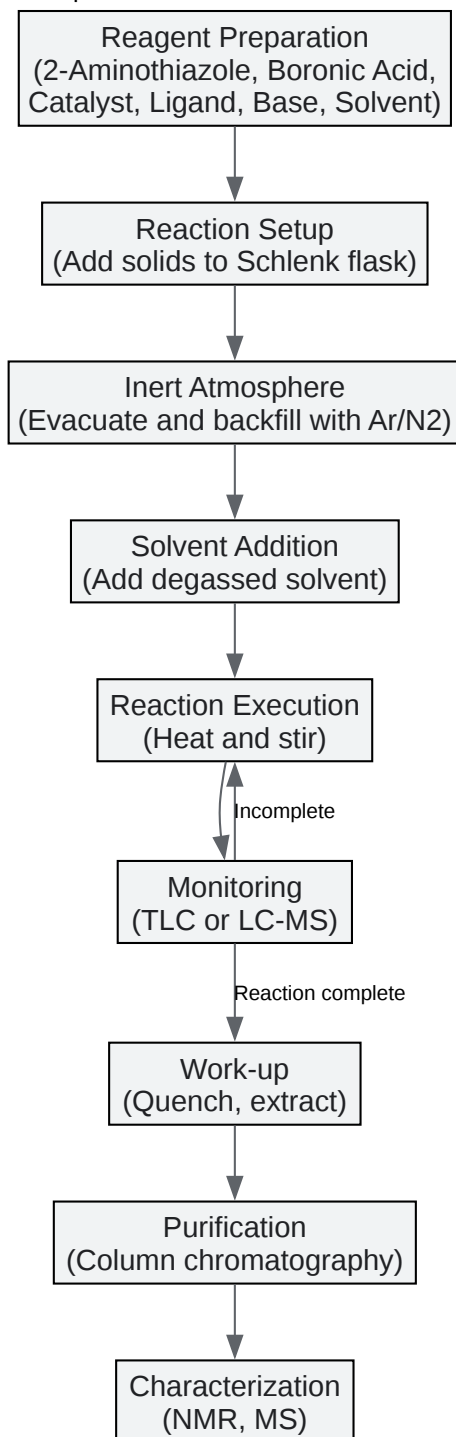 Reagent Preparation
(2-Aminothiazole, Boronic Acid,
Catalyst, Ligand, Base, Solvent)
Reaction Setup
(Add solids to Schlenk flask)
Inert Atmosphere
(Evacuate and backfill with Ar/N2)
Solvent Addition
(Add degassed solvent)
Reaction Execution
(Heat and stir)
Incomplete
Monitoring
(TLC or LC-MS)
Reaction complete
Work-up
(Quench, extract)
Purification
(Column chromatography)
Characterization
(NMR, MS)